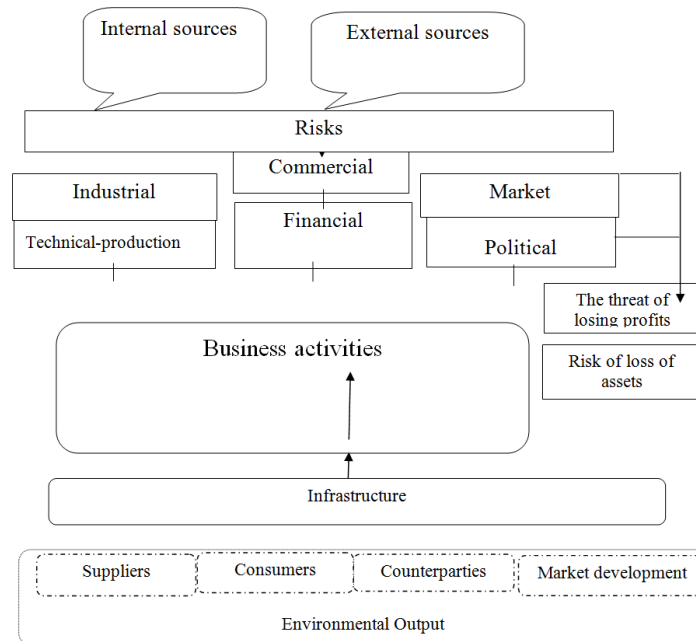 Internal sources
External sources
Risks
Commercial
Industrial
Market
Technical-production
Financial
Political
The threat of
losing profits
Business activities
Risk of loss of
assets
Infrastructure
Suppliers
Consumers
Counterparties
Market development
Environmental Output